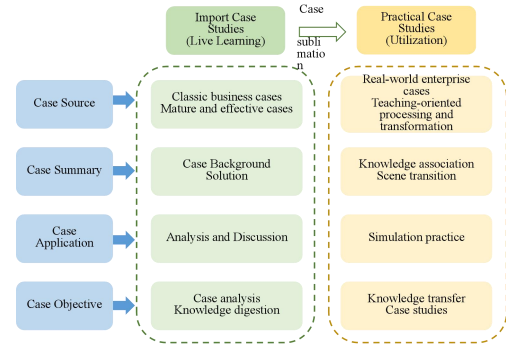 Import Case
Studies
(Live Learning)
Case
subli
matio
n
Practical Case
Studies
(Utilization)
Case Source
Classic business cases
Mature and effective cases
Real-world enterprise
cases
Teaching-oriented
processing and
transformation
Case Summary
Case Background
Solution
Knowledge association
Scene transition
Case
Application
Analysis and Discussion
Simulation practice
Case Objective
Case analysis
Knowledge digestion
Knowledge transfer
Case studies